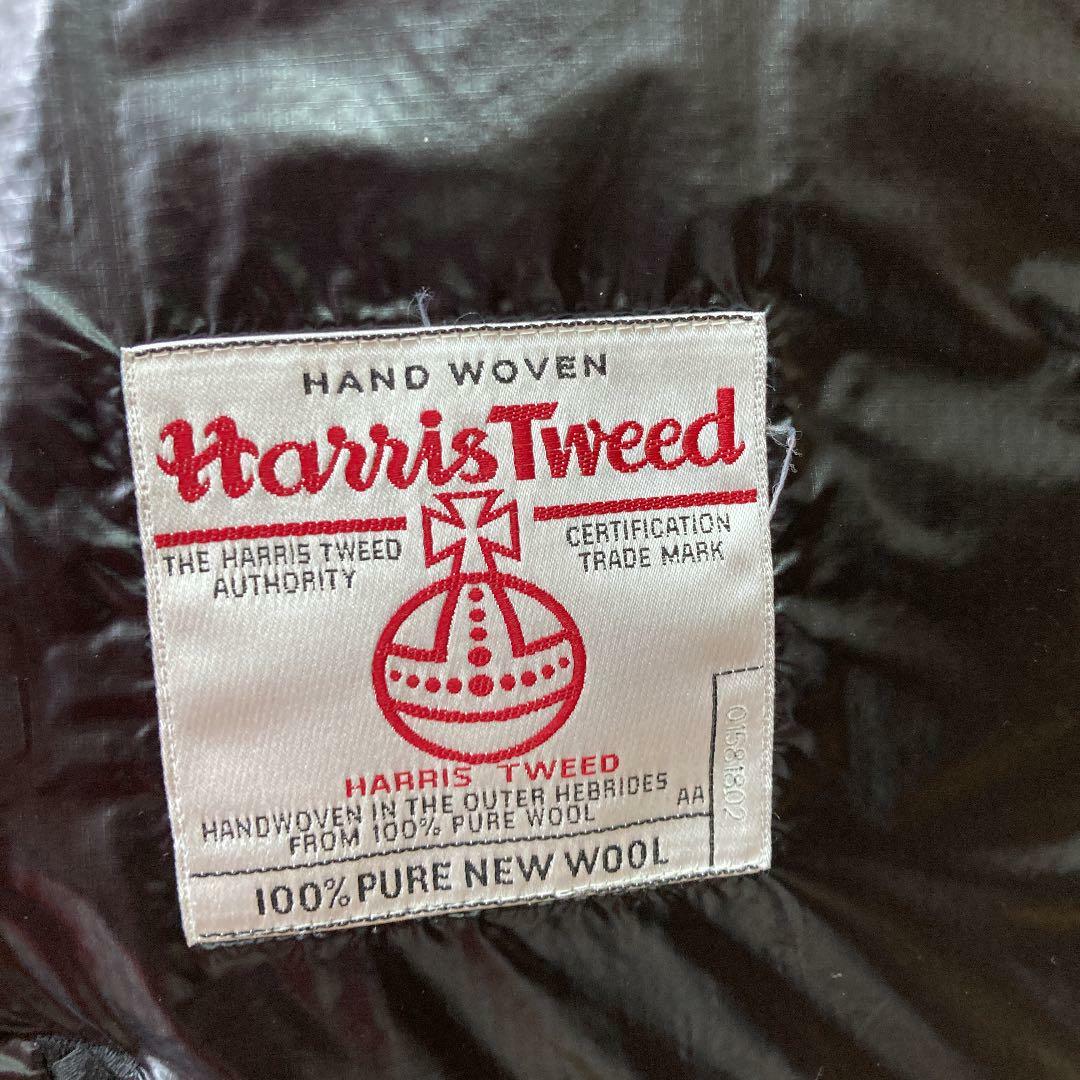 HAND WOVEN
Harris Tweed
THE HARRIS TWEED
AUTHORITY
CERTIFICATION
TRADE MARK
HARRIS TWEED
HANDWOVEN IN THE OUTER HEBRIDES
FROM 100% PURE WOOL
AA
01581802
100% PURE NEW WOOL